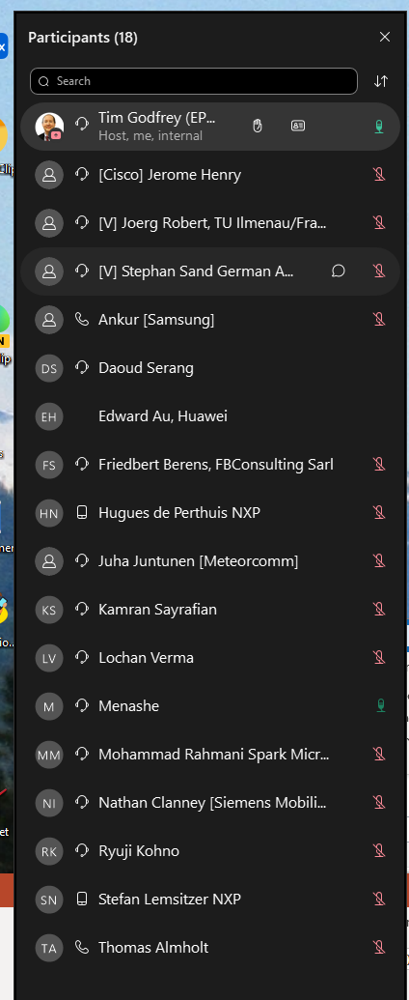 Participants (18)
Search
Tim Godfrey (EP...
Host, me, internal
[Cisco] Jerome Henry
[V] Joerg Robert, TU Ilmenau/Fra...
[V] Stephan Sand German A...
Ankur [Samsung]
DS Daoud Serang
EH Edward Au, Huawei
FS Friedbert Berens, FBConsulting Sarl
HN Hugues de Perthuis NXP
Juha Juntunen [Meteorcomm]
KS Kamran Sayrafian
LV Lochan Verma
M Menashe
MM Mohammad Rahmani Spark Micr...
NI Nathan Clanney [Siemens Mobili...
RK Ryuji Kohno
SN Stefan Lemsitzer NXP
TA Thomas Almholt